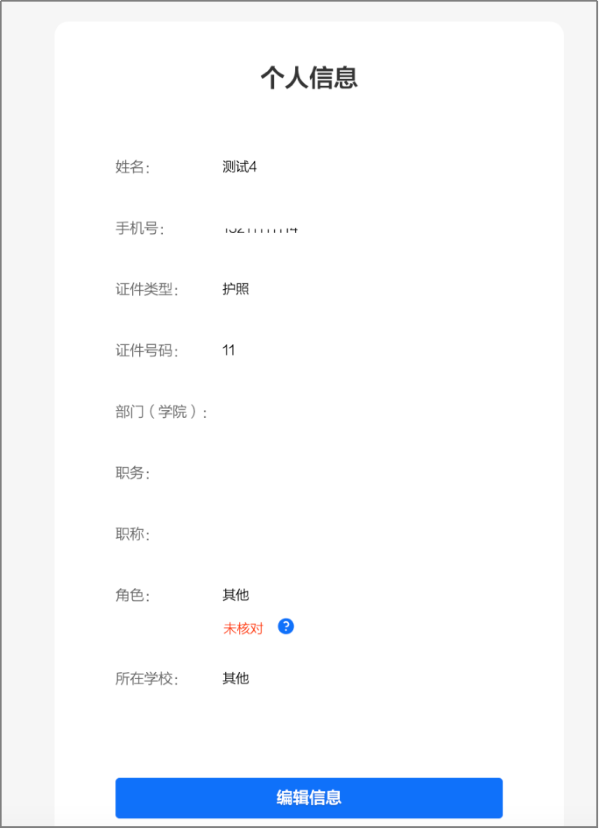 个人信息
姓名： 测试4
手机号：
证件类型： 护照
证件号码： 11
部门（学院）：
职务：
职称：
角色： 其他
未核对 ?
所在学校： 其他
编辑信息